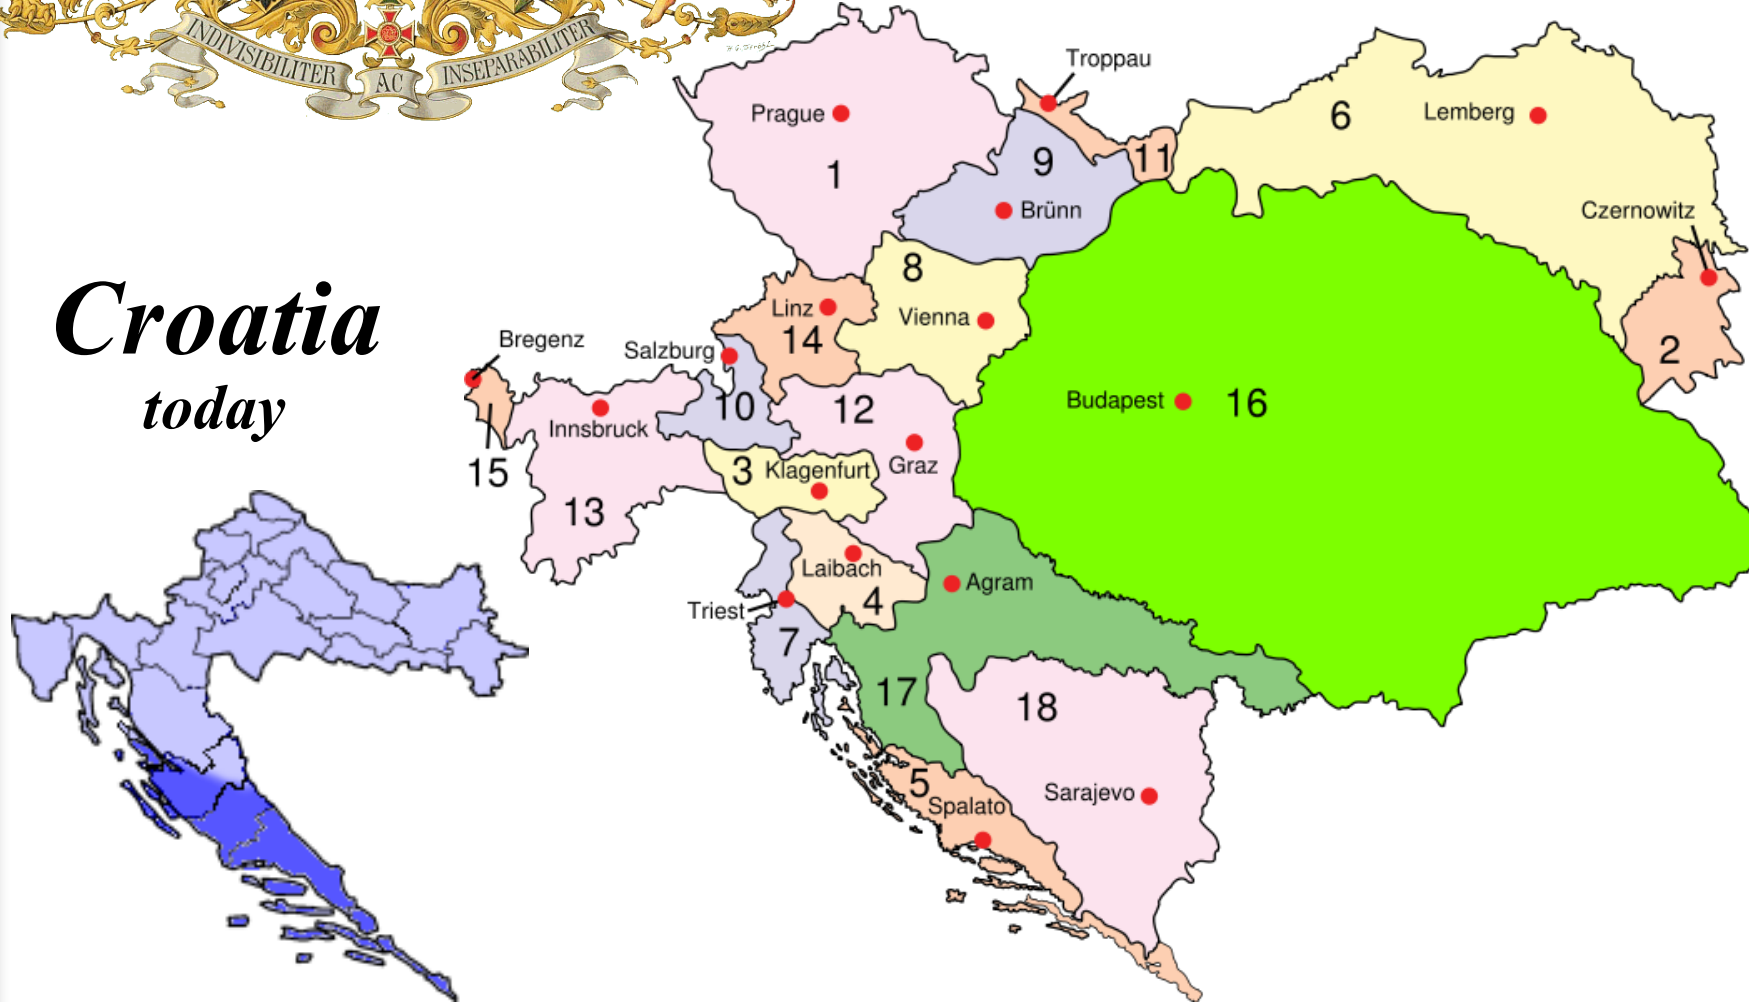 INDIVISIBILITER AC INSEPARABILITER
Troppau
Prague
6
Lemberg
1
9
11
Brünn
Czernowitz
8
Croatia
today
Linz
Vienna
14
Bregenz
Salzburg
2
10
12
Budapest
16
Innsbruck
15
3
Klagenfurt
Graz
13
Laibach
Agram
4
Triest
7
17
18
5
Spalato
Sarajevo